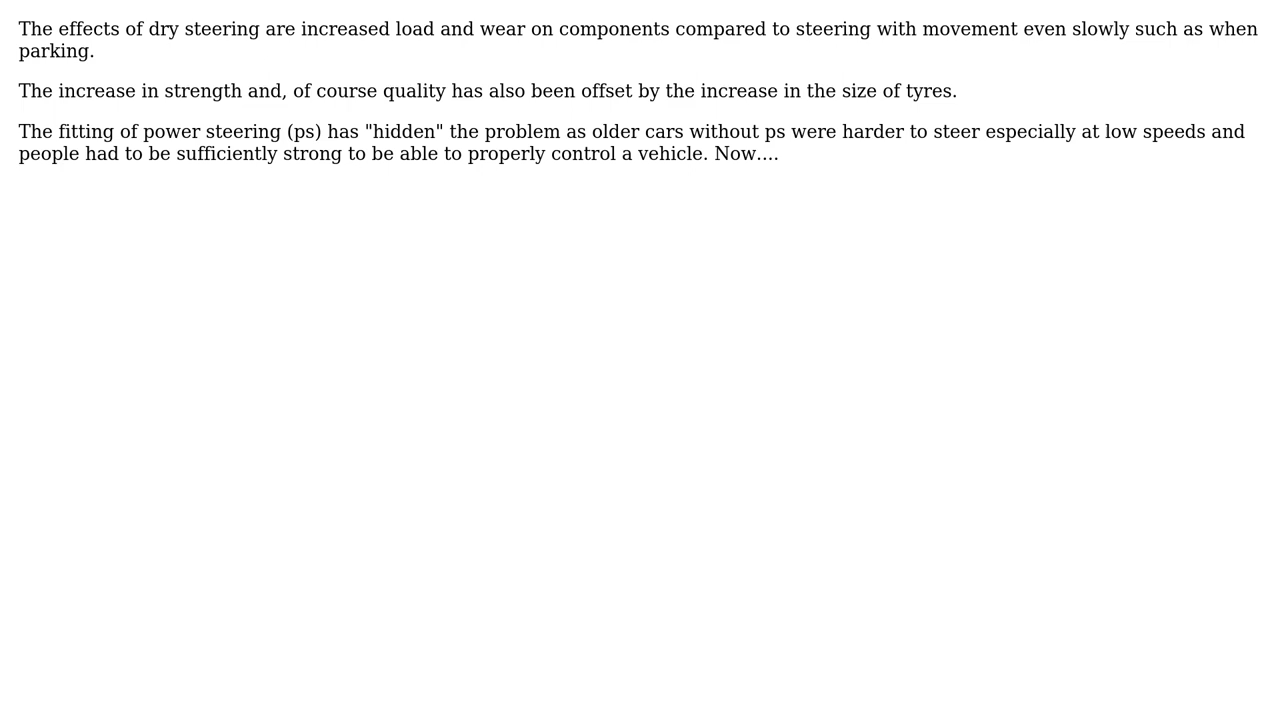 The effects of dry steering are increased load and wear on components compared to steering with movement even slowly such as when
parking.
The increase in strength and, of course quality has also been offset by the increase in the size of tyres.
The fitting of power steering (ps) has "hidden" the problem as older cars without ps were harder to steer especially at low speeds and
people had to be sufficiently strong to be able to properly control a vehicle. Now....